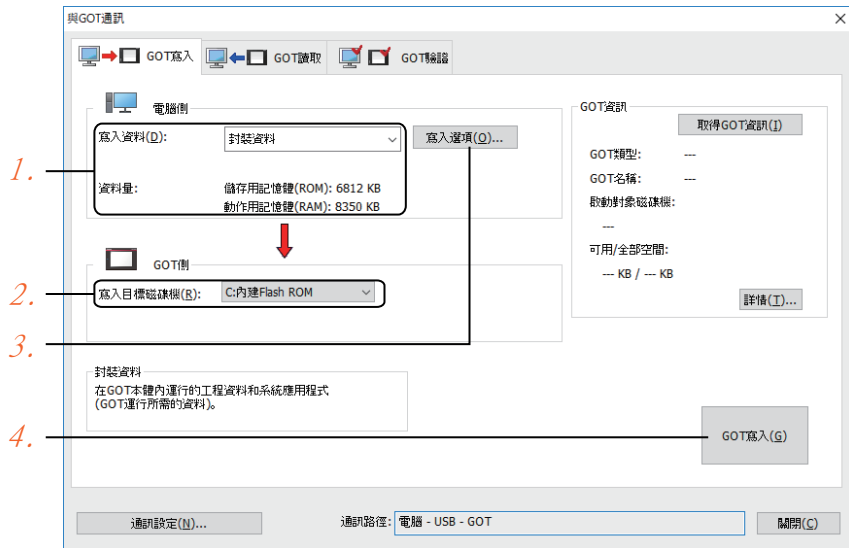 與GOT通訊
GOT寫入 GOT讀取 GOT驗證
電腦側
寫入資料(D): 封裝資料 寫入選項(O)...
資料量: 儲存用記憶體(ROM): 6812 KB
動作用記憶體(RAM): 8350 KB
1.
GOT側
2.
寫入目標磁碟機(R): C:內建Flash ROM
3.
封裝資料
在GOT本體內運行的工程資料和系統應用程式
(GOT運行所需的資料)。
4.
GOT資訊
取得GOT資訊(I)
GOT類型: ---
GOT名稱: ---
啟動對象磁碟機:
---
可用/全部空間:
--- KB / --- KB
詳情(T)...
GOT寫入(G)
通訊設定(N)... 通訊路徑: 電腦 - USB - GOT 關閉(C)